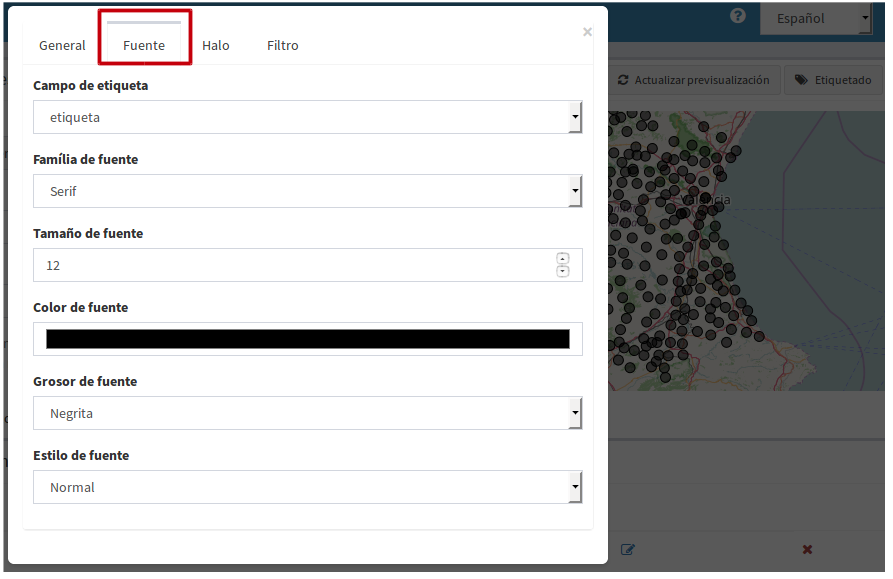 General Fuente Halo Filtro ×
? Español
Campo de etiqueta
etiqueta
Família de fuente
Serif
Tamaño de fuente
12
Color de fuente
Grosor de fuente
Negrita
Estilo de fuente
Normal
Actualizar previsualización Etiquetado
València